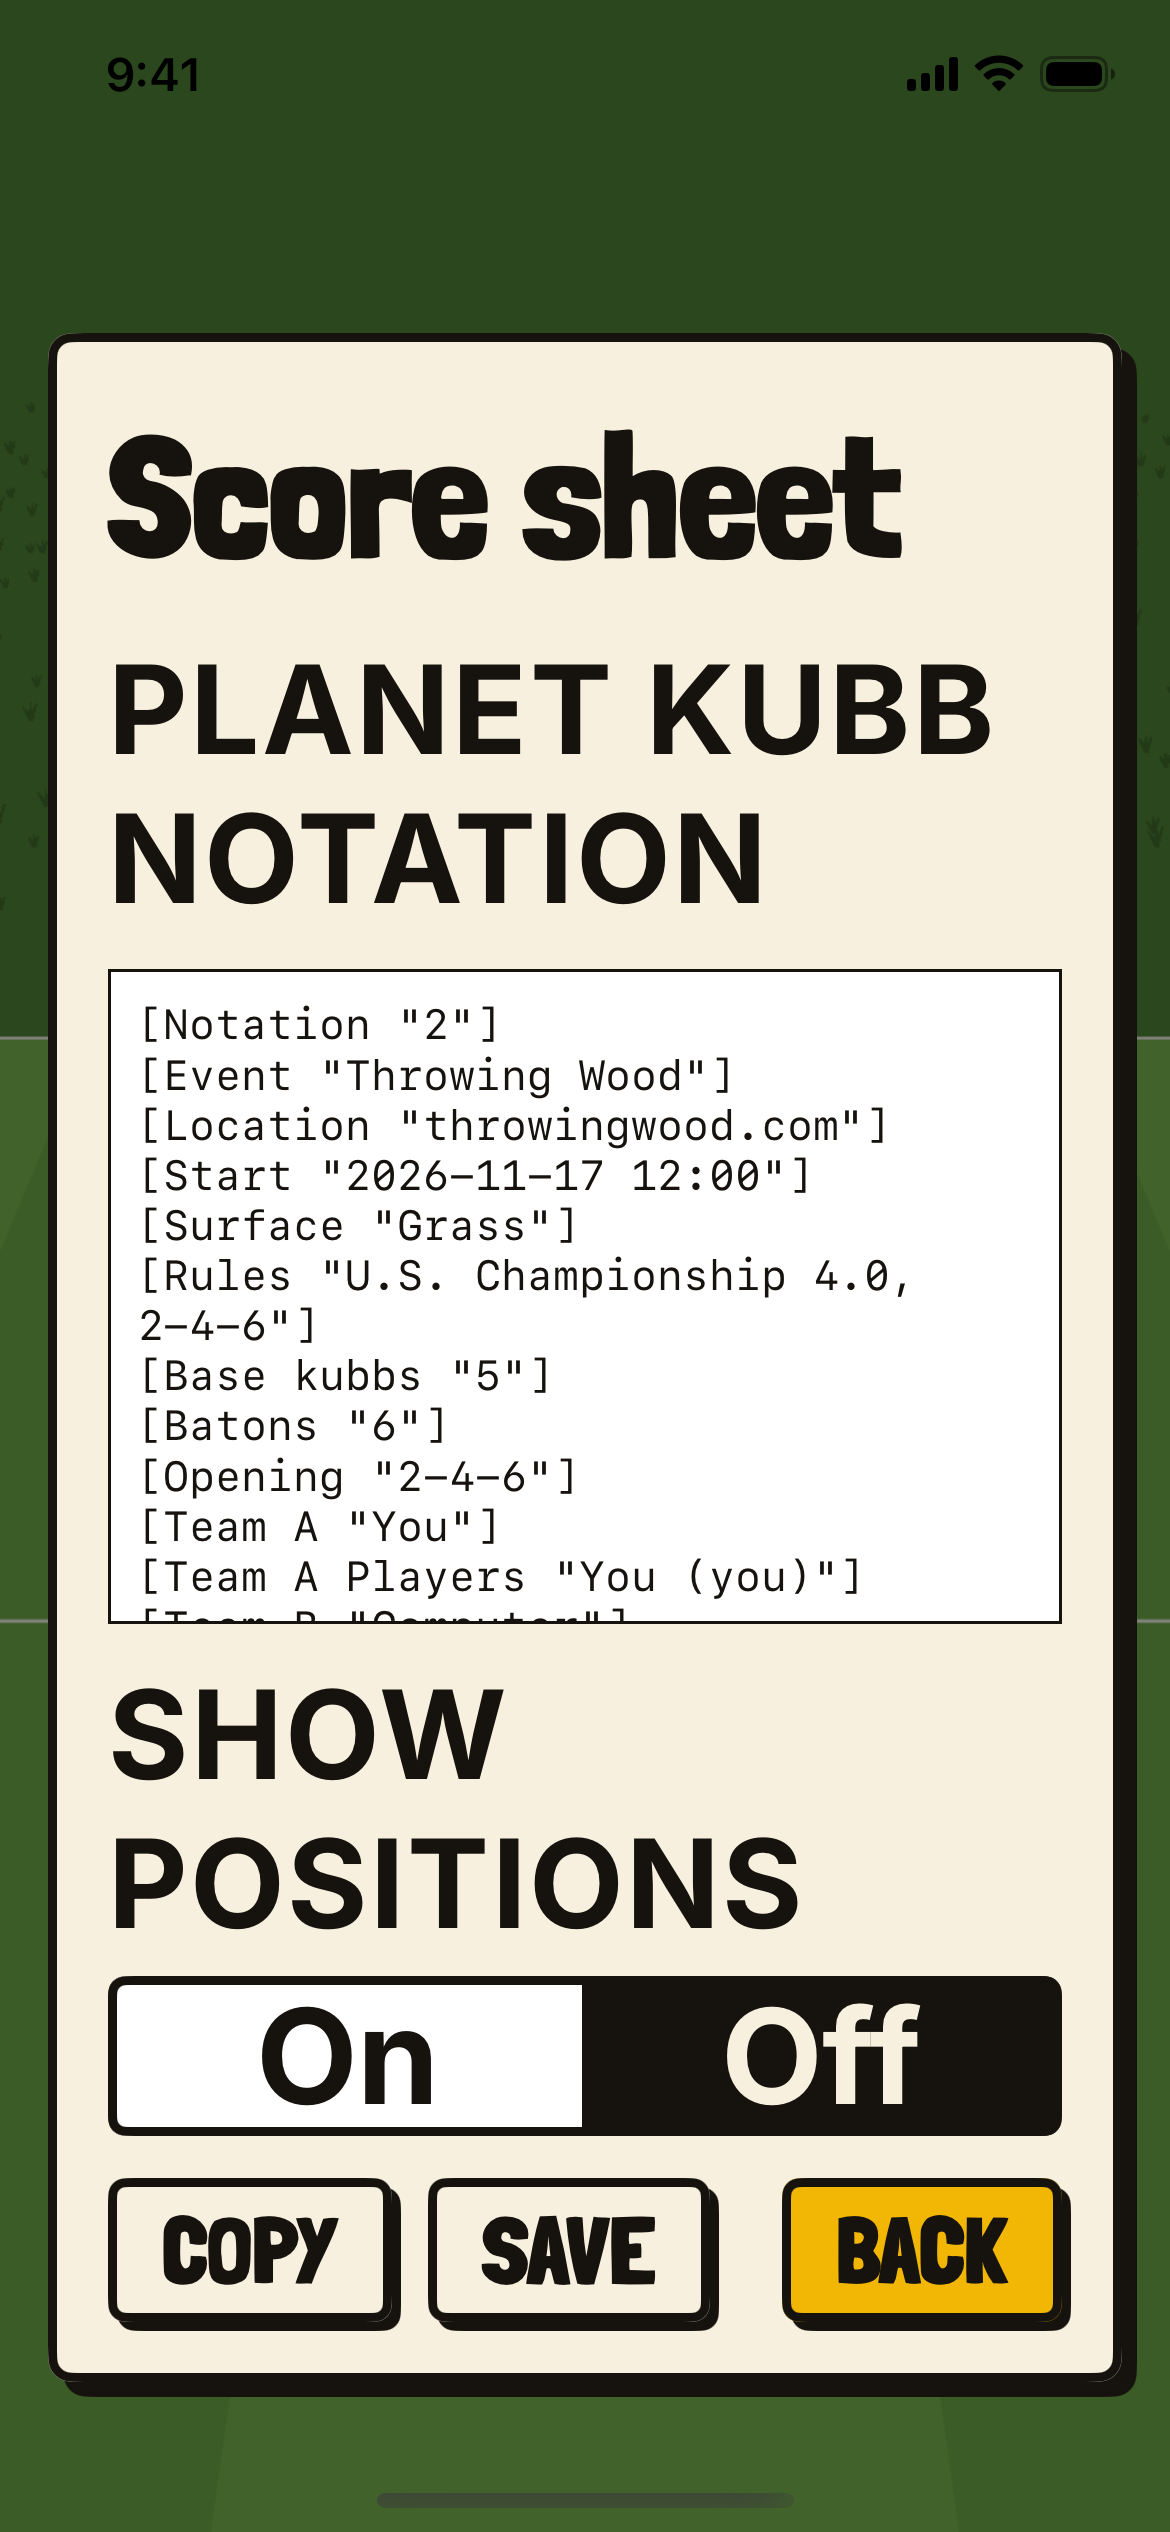 9:41
Score sheet
PLANET KUBB
NOTATION
[Notation "2"]
[Event "Throwing Wood"]
[Location "throwingwood.com"]
[Start "2026-11-17 12:00"]
[Surface "Grass"]
[Rules "U.S. Championship 4.0,
2-4-6"]
[Base kubbs "5"]
[Batons "6"]
[Opening "2-4-6"]
[Team A "You"]
[Team A Players "You (you)"]
[Team B "Computer"]
SHOW
POSITIONS
On Off
COPY SAVE BACK